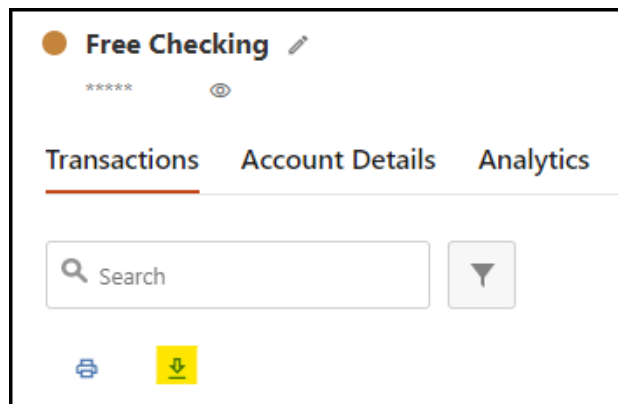 Free Checking
*****
Transactions Account Details Analytics
Search